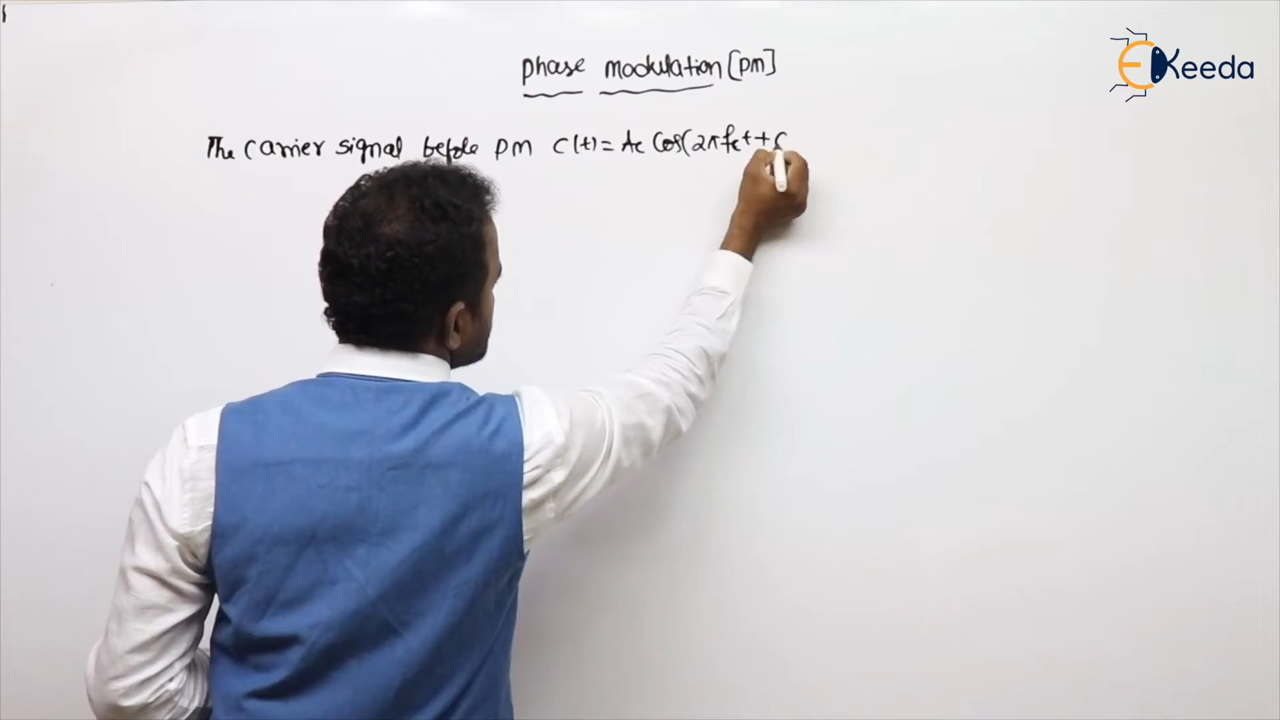 phase modulation [pm]
EKeeda
The carrier signal before pm c(t) = Ac cos(2πfct +